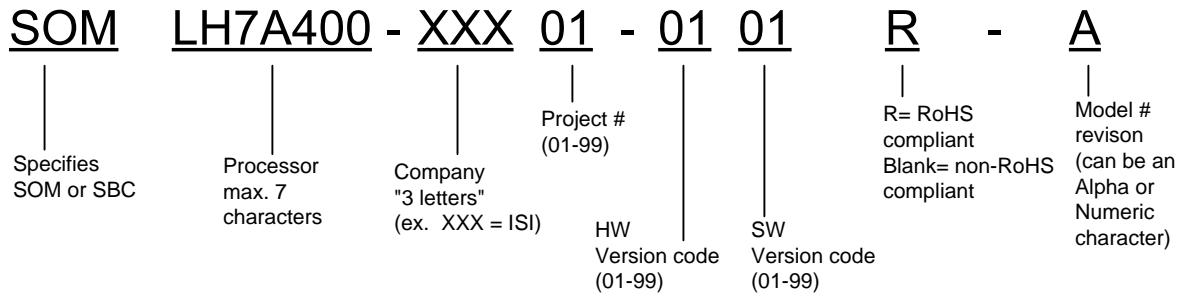 SOM LH7A400 - XXX 01 - 01 01 R - A
Specifies
SOM or SBC
Processor
max. 7
characters
Company
"3 letters"
(ex. XXX = ISI)
Project #
(01-99)
HW
Version code
(01-99)
SW
Version code
(01-99)
R= RoHS
compliant
Blank= non-RoHS
compliant
Model #
revison
(can be an
Alpha or
Numeric
character)